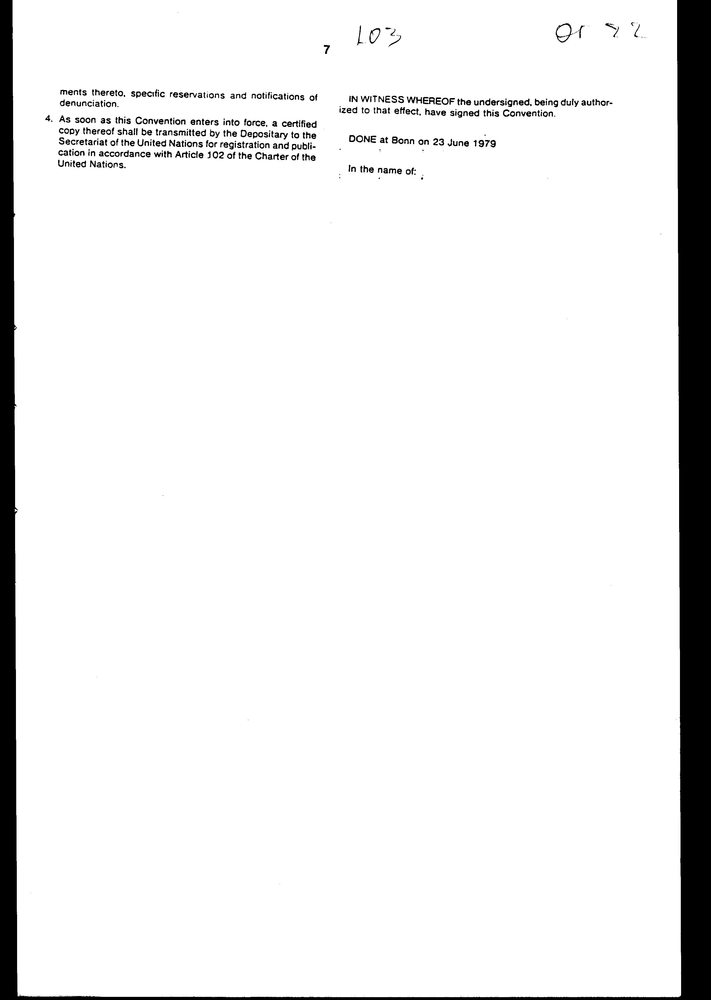 103
7
ments thereto, specific reservations and notifications of
denunciation.
4. As soon as this Convention enters into force, a certified
copy thereof shall be transmitted by the Depositary to the
Secretariat of the United Nations for registration and publi-
cation in accordance with Article 102 of the Charter of the
United Nations.
IN WITNESS WHEREOF the undersigned, being duly author-
ized to that effect, have signed this Convention.
DONE at Bonn on 23 June 1979
In the name of: